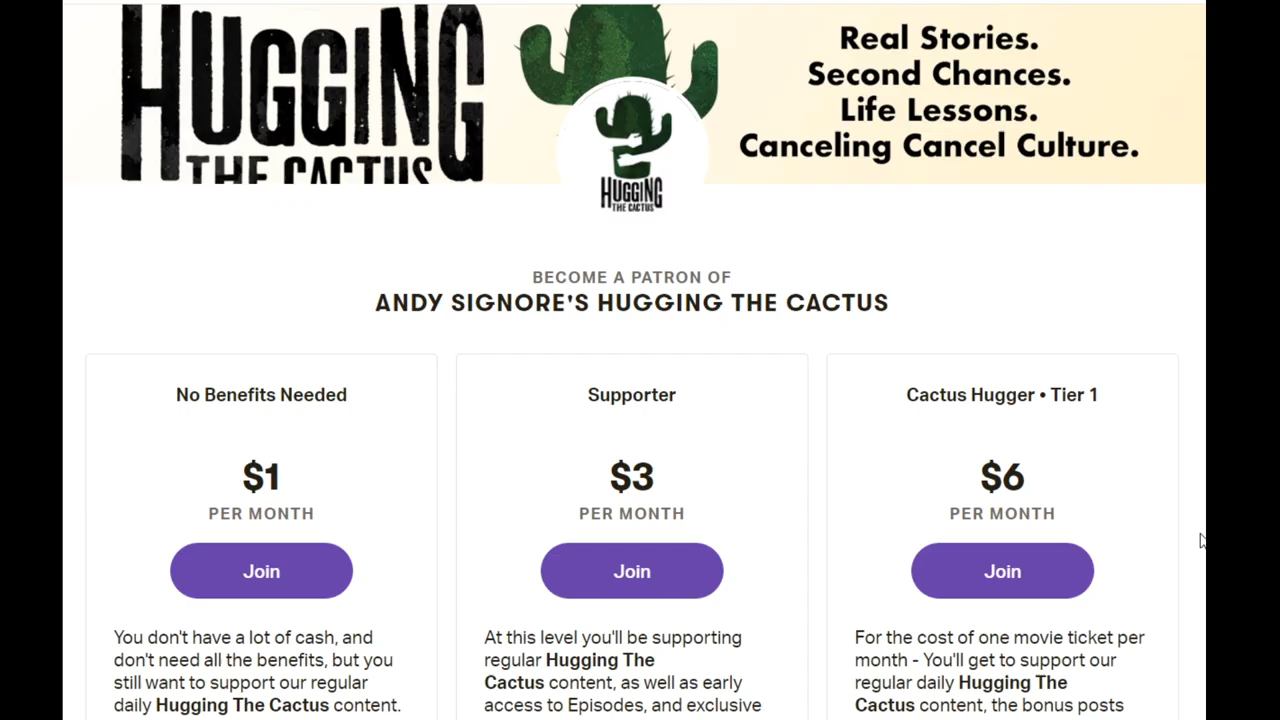 HUGGING
THE CACTUS
Real Stories.
Second Chances.
Life Lessons.
Canceling Cancel Culture.
HUGGING
THE CACTUS
BECOME A PATRON OF
ANDY SIGNORE'S HUGGING THE CACTUS
No Benefits Needed
$1
PER MONTH
Join
You don't have a lot of cash, and
don't need all the benefits, but you
still want to support our regular
daily Hugging The Cactus content.
Supporter
$3
PER MONTH
Join
At this level you'll be supporting
regular Hugging The
Cactus content, as well as early
access to Episodes, and exclusive
Cactus Hugger • Tier 1
$6
PER MONTH
Join
For the cost of one movie ticket per
month - You'll get to support our
regular daily Hugging The
Cactus content, the bonus posts